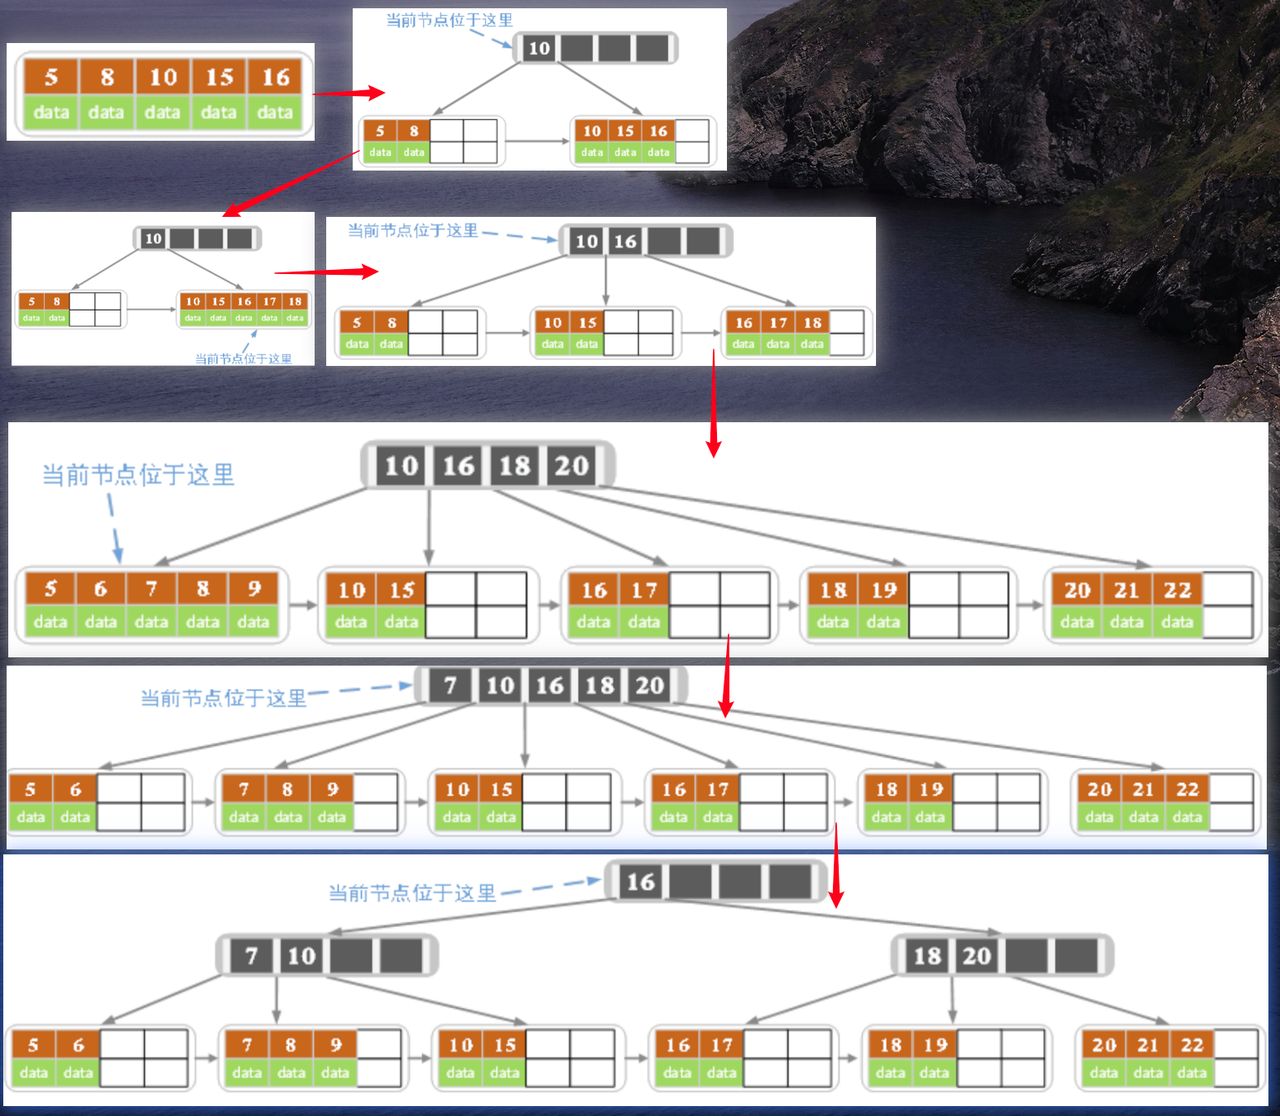 5 8 10 15 16
data data data data data
当前节点位于这里
10
5 8
data data
10 15 16
data data data
10
5 8
data data
10 15 16 17 18
data data data data data
当前节点位于这里
当前节点位于这里
10 16
5 8
data data
10 15
data data
16 17 18
data data data
10 16 18 20
当前节点位于这里
5 6 7 8 9
data data data data data
10 15
data data
16 17
data data
18 19
data data
20 21 22
data data data
7 10 16 18 20
当前节点位于这里
5 6
data data
7 8 9
data data data
10 15
data data
16 17
data data
18 19
data data
20 21 22
data data data
16
当前节点位于这里
7 10
18 20
5 6
data data
7 8 9
data data data
10 15
data data
16 17
data data
18 19
data data
20 21 22
data data data